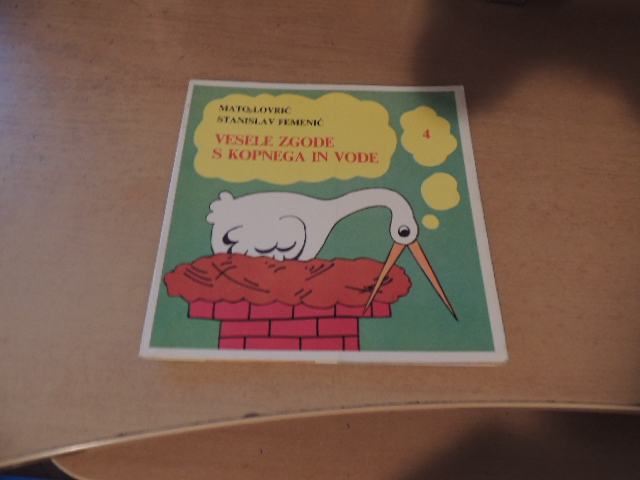 MATO LOVRIĆ
STANISLAV FEMENIĆ
VESELE ZGODE
S KOPNEGA IN VODE
4